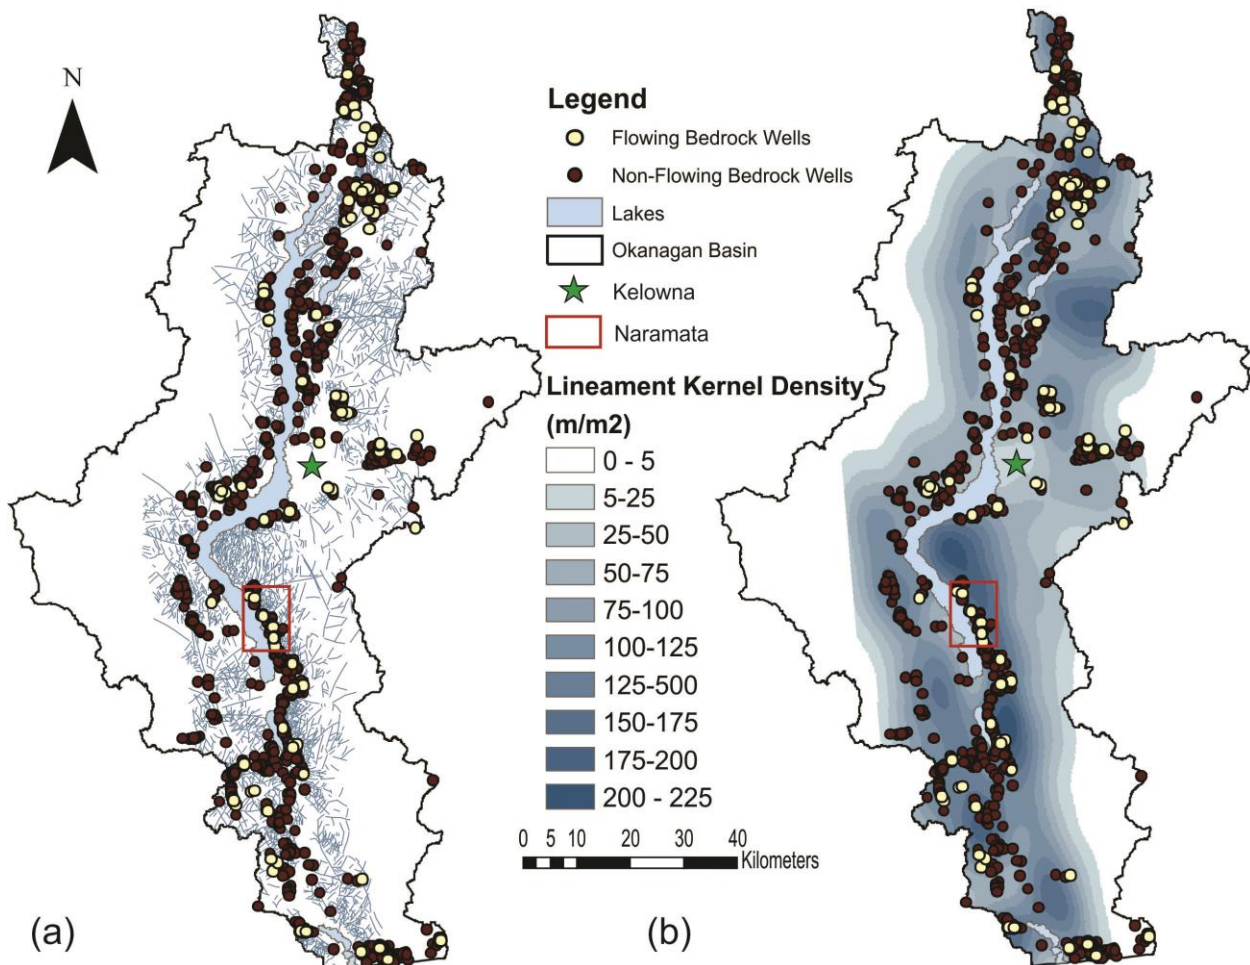 N
Legend
Flowing Bedrock Wells
Non-Flowing Bedrock Wells
Lakes
Okanagan Basin
Kelowna
Naramata
Lineament Kernel Density
(m/m2)
0 - 5
5-25
25-50
50-75
75-100
100-125
125-500
150-175
175-200
200 - 225
0 5 10 20 30 40
Kilometers
(a)
(b)